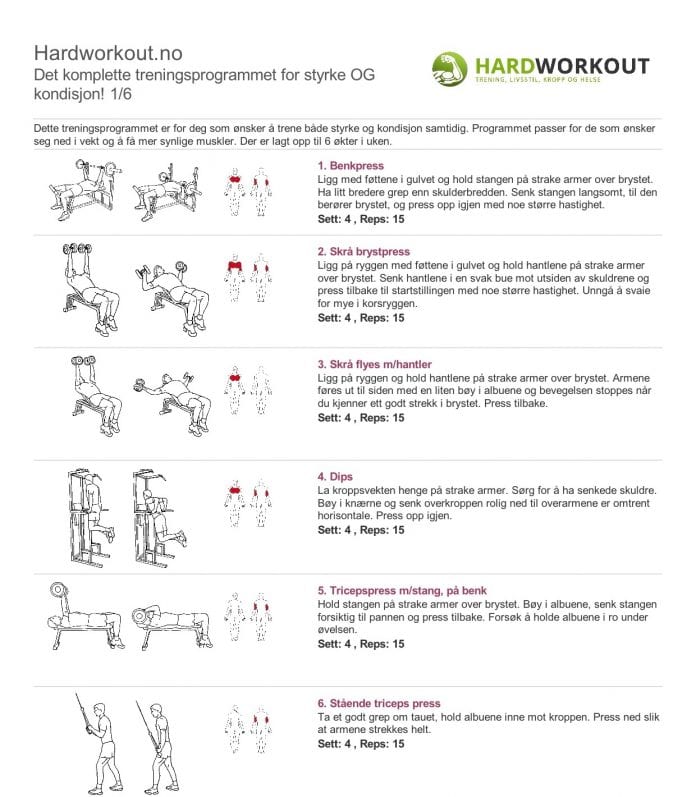 Hardworkout.no
Det komplette treningsprogrammet for styrke OG
kondisjon! 1/6
HARDWORKOUT
TRENING, LIVSSTIL, KROPP OG HELSE
Dette treningsprogrammet er for deg som ønsker å trene både styrke og kondisjon samtidig. Programmet passer for de som ønsker
seg ned i vekt og å få mer synlige muskler. Der er lagt opp til 6 økter i uken.
1. Benkpress
Ligg med føttene i gulvet og hold stangen på strake armer over brystet.
Ha litt bredere grep enn skulderbredden. Senk stangen langsomt, til den
berører brystet, og press opp igjen med noe større hastighet.
Sett: 4 , Reps: 15
2. Skrå brystpress
Ligg på ryggen med føttene i gulvet og hold hantlene på strake armer
over brystet. Senk hantlene i en svak bue mot utsiden av skuldrene og
press tilbake til startstillingen med noe større hastighet. Unngå å svaie
for mye i korsryggen.
Sett: 4 , Reps: 15
3. Skrå flyes m/hantler
Ligg på ryggen og hold hantlene på strake armer over brystet. Armene
føres ut til siden med en liten bøy i albuene og bevegelsen stoppes når
du kjenner ett godt strekk i brystet. Press tilbake.
Sett: 4 , Reps: 15
4. Dips
La kroppsvekten henge på strake armer. Sørg for å ha senkede skuldre.
Bøy i knærne og senk overkroppen rolig ned til overarmene er omtrent
horisontale. Press opp igjen.
Sett: 4 , Reps: 15
5. Tricepspress m/stang, på benk
Hold stangen på strake armer over brystet. Bøy i albuene, senk stangen
forsiktig til pannen og press tilbake. Forsøk å holde albuene i ro under
øvelsen.
Sett: 4 , Reps: 15
6. Stående triceps press
Ta et godt grep om tauet, hold albuene inne mot kroppen. Press ned slik
at armene strekkes helt.
Sett: 4 , Reps: 15